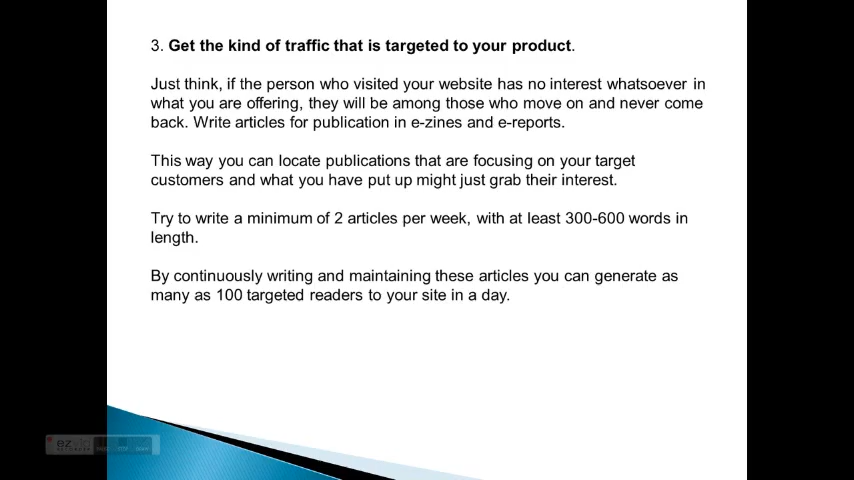 3. Get the kind of traffic that is targeted to your product.
Just think, if the person who visited your website has no interest whatsoever in
what you are offering, they will be among those who move on and never come
back. Write articles for publication in e-zines and e-reports.
This way you can locate publications that are focusing on your target
customers and what you have put up might just grab their interest.
Try to write a minimum of 2 articles per week, with at least 300-600 words in
length.
By continuously writing and maintaining these articles you can generate as
many as 100 targeted readers to your site in a day.